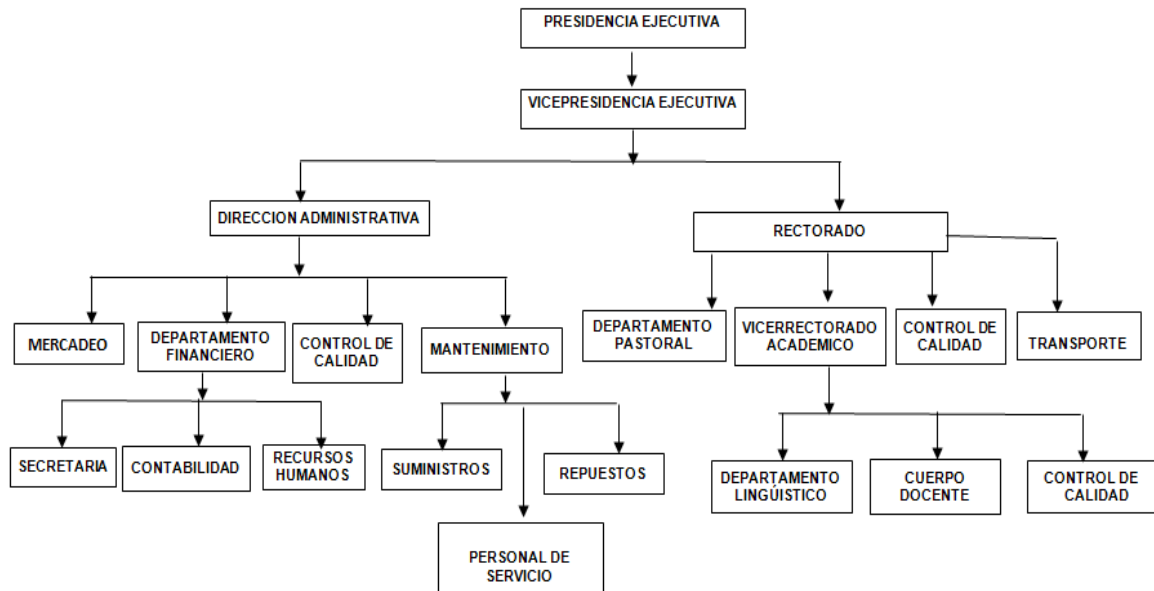 PRESIDENCIA EJECUTIVA
VICEPRESIDENCIA EJECUTIVA
DIRECCION ADMINISTRATIVA
RECTORADO
MERCADEO
DEPARTAMENTO
FINANCIERO
CONTROL DE
CALIDAD
MANTENIMIENTO
DEPARTAMENTO
PASTORAL
VICERRECTORADO
ACADEMICO
CONTROL DE
CALIDAD
TRANSPORTE
SECRETARIA
CONTABILIDAD
RECURSOS
HUMANOS
SUMINISTROS
REPUESTOS
DEPARTAMENTO
LINGÚISTICO
CUERPO
DOCENTE
CONTROL DE
CALIDAD
PERSONAL DE
SERVICIO